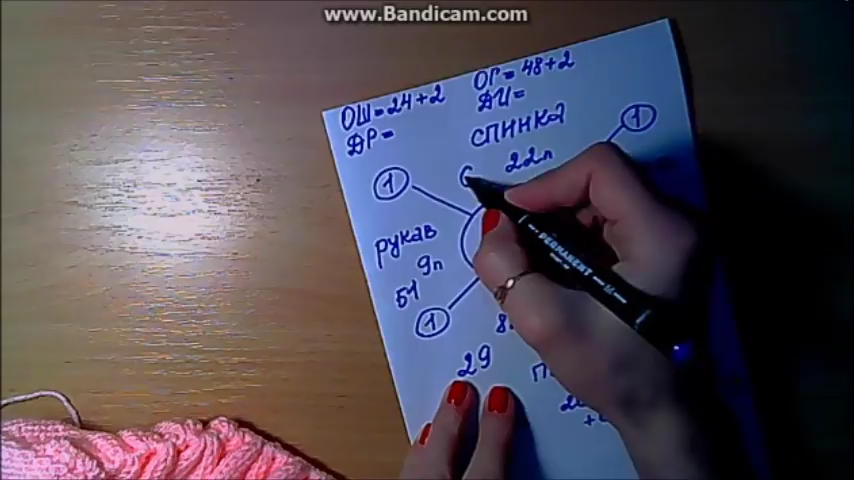 www.Bandicam.com
ОШ=24+2 ОГ=48+2
ДР= ДИ=
спинка
1
22п
1
рукав
9п
51
1
29
PERMANENT